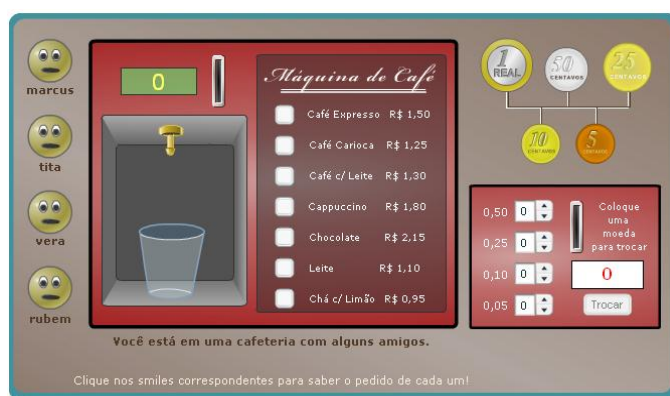 marcus
tita
vera
rubem
0
Máquina de Café
Café Expresso R$ 1,50
Café Carioca R$ 1,25
Café c/ Leite R$ 1,30
Cappuccino R$ 1,80
Chocolate R$ 2,15
Leite R$ 1,10
Chá c/ Limão R$ 0,95
1
REAL
50
CENTAVOS
25
CENTAVOS
10
CENTAVOS
5
CENTAVOS
0,50 0
0,25 0
0,10 0
0,05 0
Coloque
uma
moeda
para trocar
0
Trocar
Você está em uma cafeteria com alguns amigos.
Clique nos smiles correspondentes para saber o pedido de cada um!